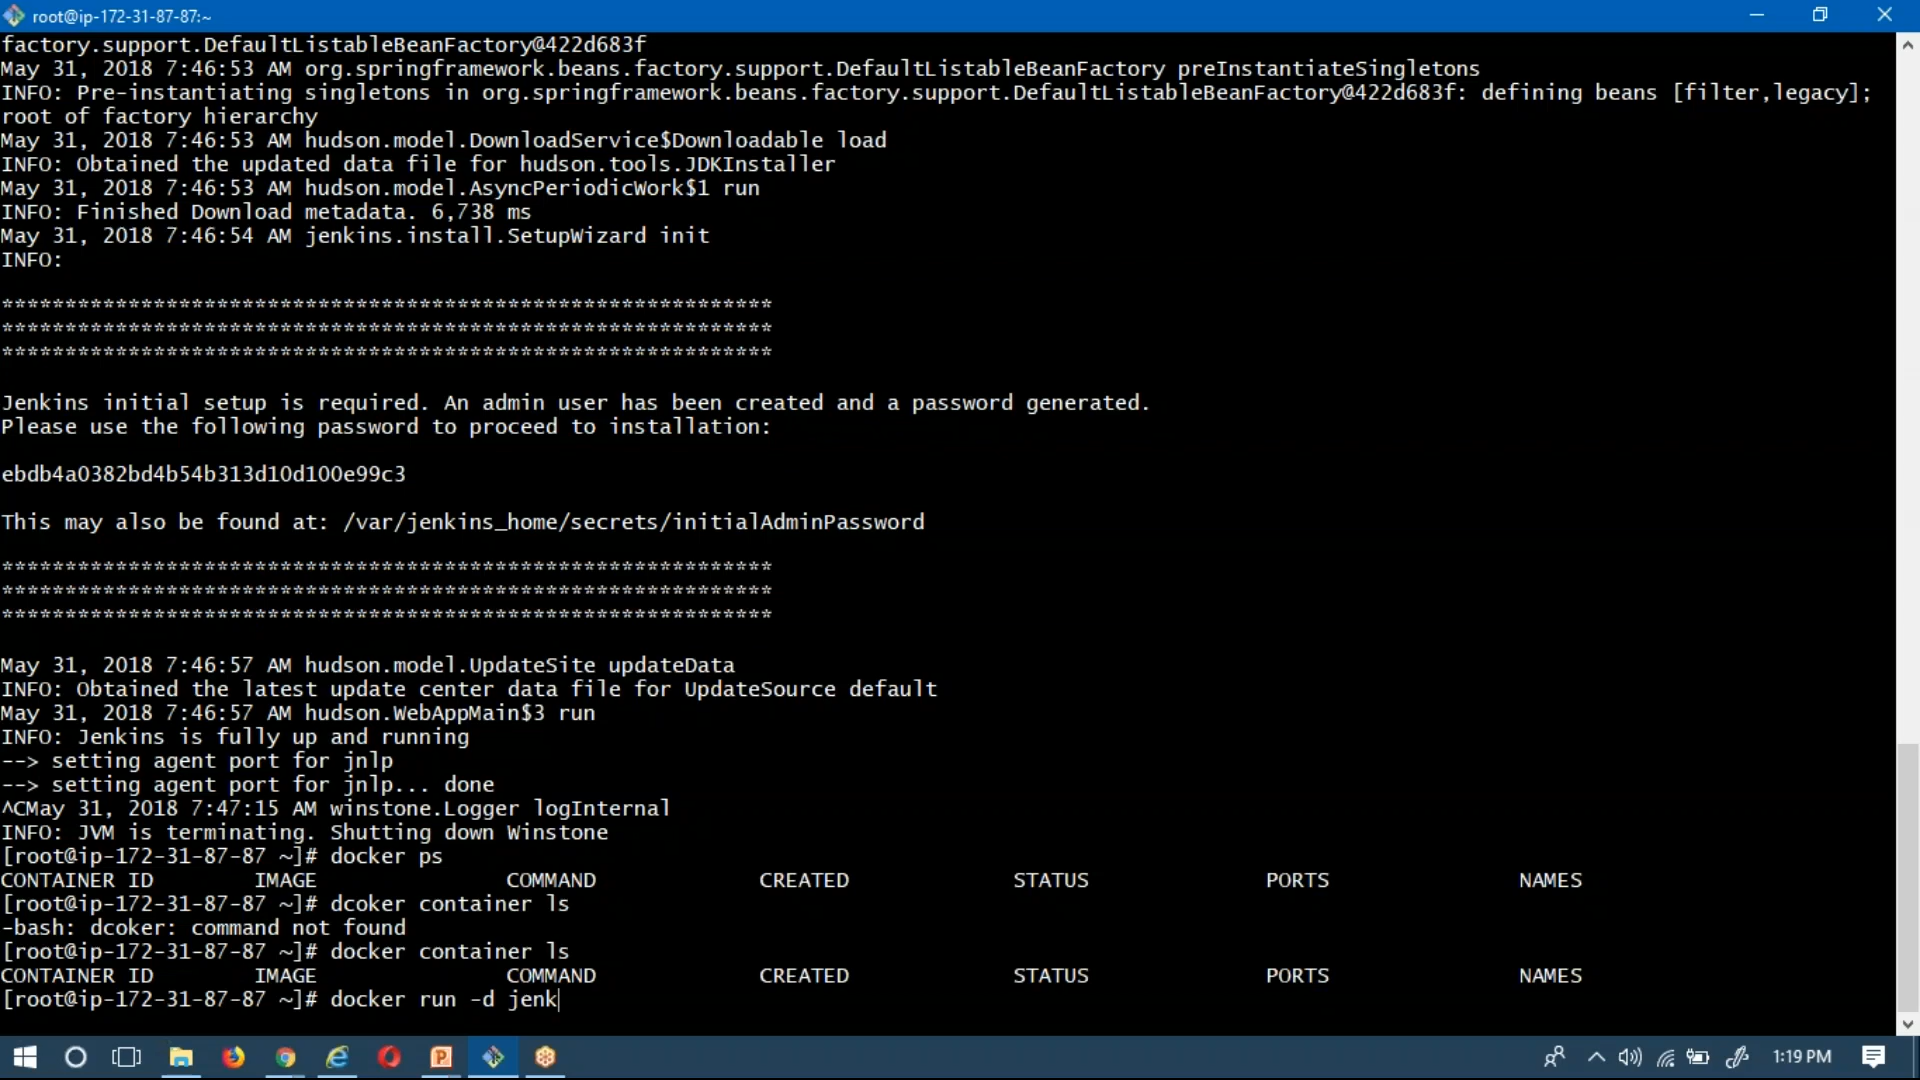 root@ip-172-31-87-87:~
factory.support.DefaultListableBeanFactory@422d683f
May 31, 2018 7:46:53 AM org.springframework.beans.factory.support.DefaultListableBeanFactory preInstantiateSingletons
INFO: Pre-instantiating singletons in org.springframework.beans.factory.support.DefaultListableBeanFactory@422d683f: defining beans [filter,legacy];
root of factory hierarchy
May 31, 2018 7:46:53 AM hudson.model.DownloadService$Downloadable load
INFO: Obtained the updated data file for hudson.tools.JDKInstaller
May 31, 2018 7:46:53 AM hudson.model.AsyncPeriodicWork$1 run
INFO: Finished Download metadata. 6,738 ms
May 31, 2018 7:46:54 AM jenkins.install.SetupWizard init
INFO:
*************************************************************
*************************************************************
*************************************************************
Jenkins initial setup is required. An admin user has been created and a password generated.
Please use the following password to proceed to installation:
ebdb4a0382bd4b54b313d10d100e99c3
This may also be found at: /var/jenkins_home/secrets/initialAdminPassword
*************************************************************
*************************************************************
*************************************************************
May 31, 2018 7:46:57 AM hudson.model.UpdateSite updateData
INFO: Obtained the latest update center data file for UpdateSource default
May 31, 2018 7:46:57 AM hudson.WebAppMain$3 run
INFO: Jenkins is fully up and running
--> setting agent port for jnlp
--> setting agent port for jnlp... done
^CMay 31, 2018 7:47:15 AM winstone.Logger logInternal
INFO: JVM is terminating. Shutting down Winstone
[root@ip-172-31-87-87 ~]# docker ps
CONTAINER ID IMAGE COMMAND CREATED STATUS PORTS NAMES
[root@ip-172-31-87-87 ~]# dcoker container ls
-bash: dcoker: command not found
[root@ip-172-31-87-87 ~]# docker container ls
CONTAINER ID IMAGE COMMAND CREATED STATUS PORTS NAMES
[root@ip-172-31-87-87 ~]# docker run -d jenk
1:19 PM